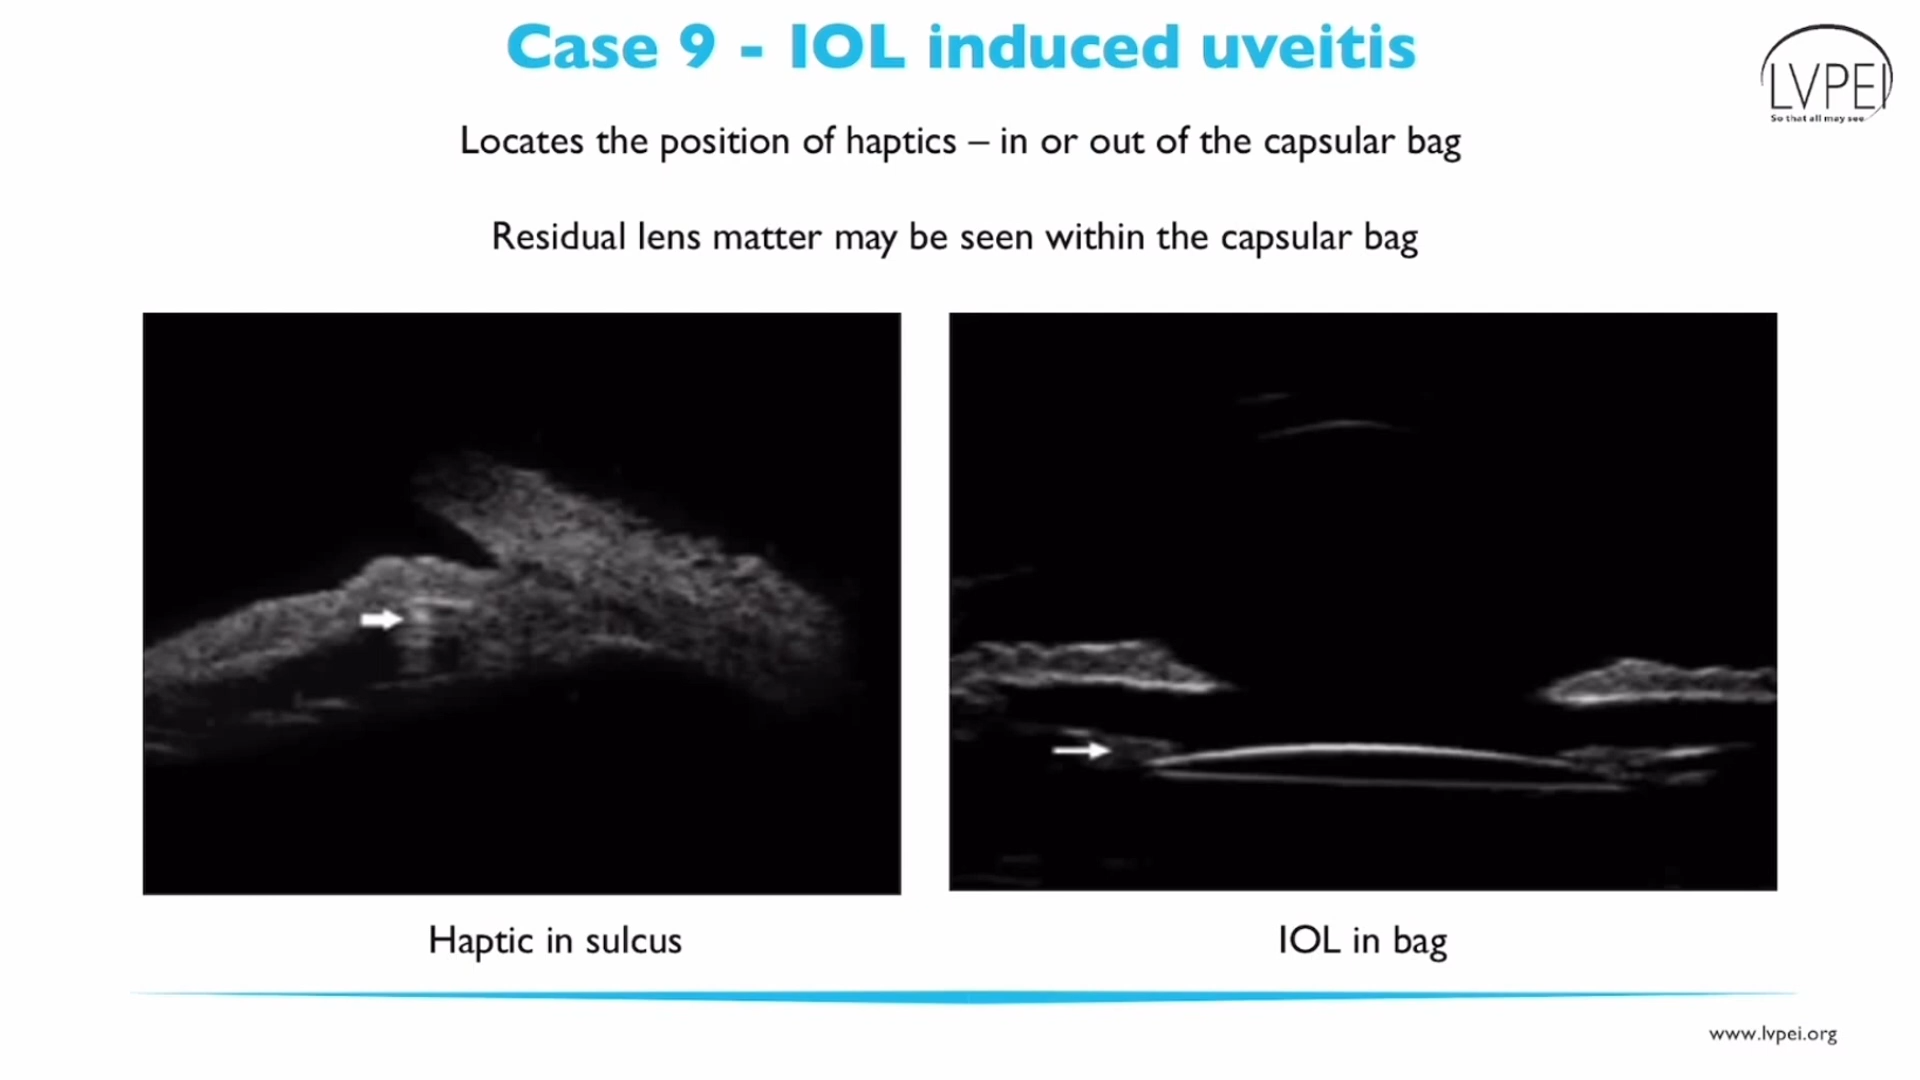 Case 9 - IOL induced uveitis
LVPEI
So that all may see
Locates the position of haptics – in or out of the capsular bag
Residual lens matter may be seen within the capsular bag
Haptic in sulcus
IOL in bag
www.lvpei.org